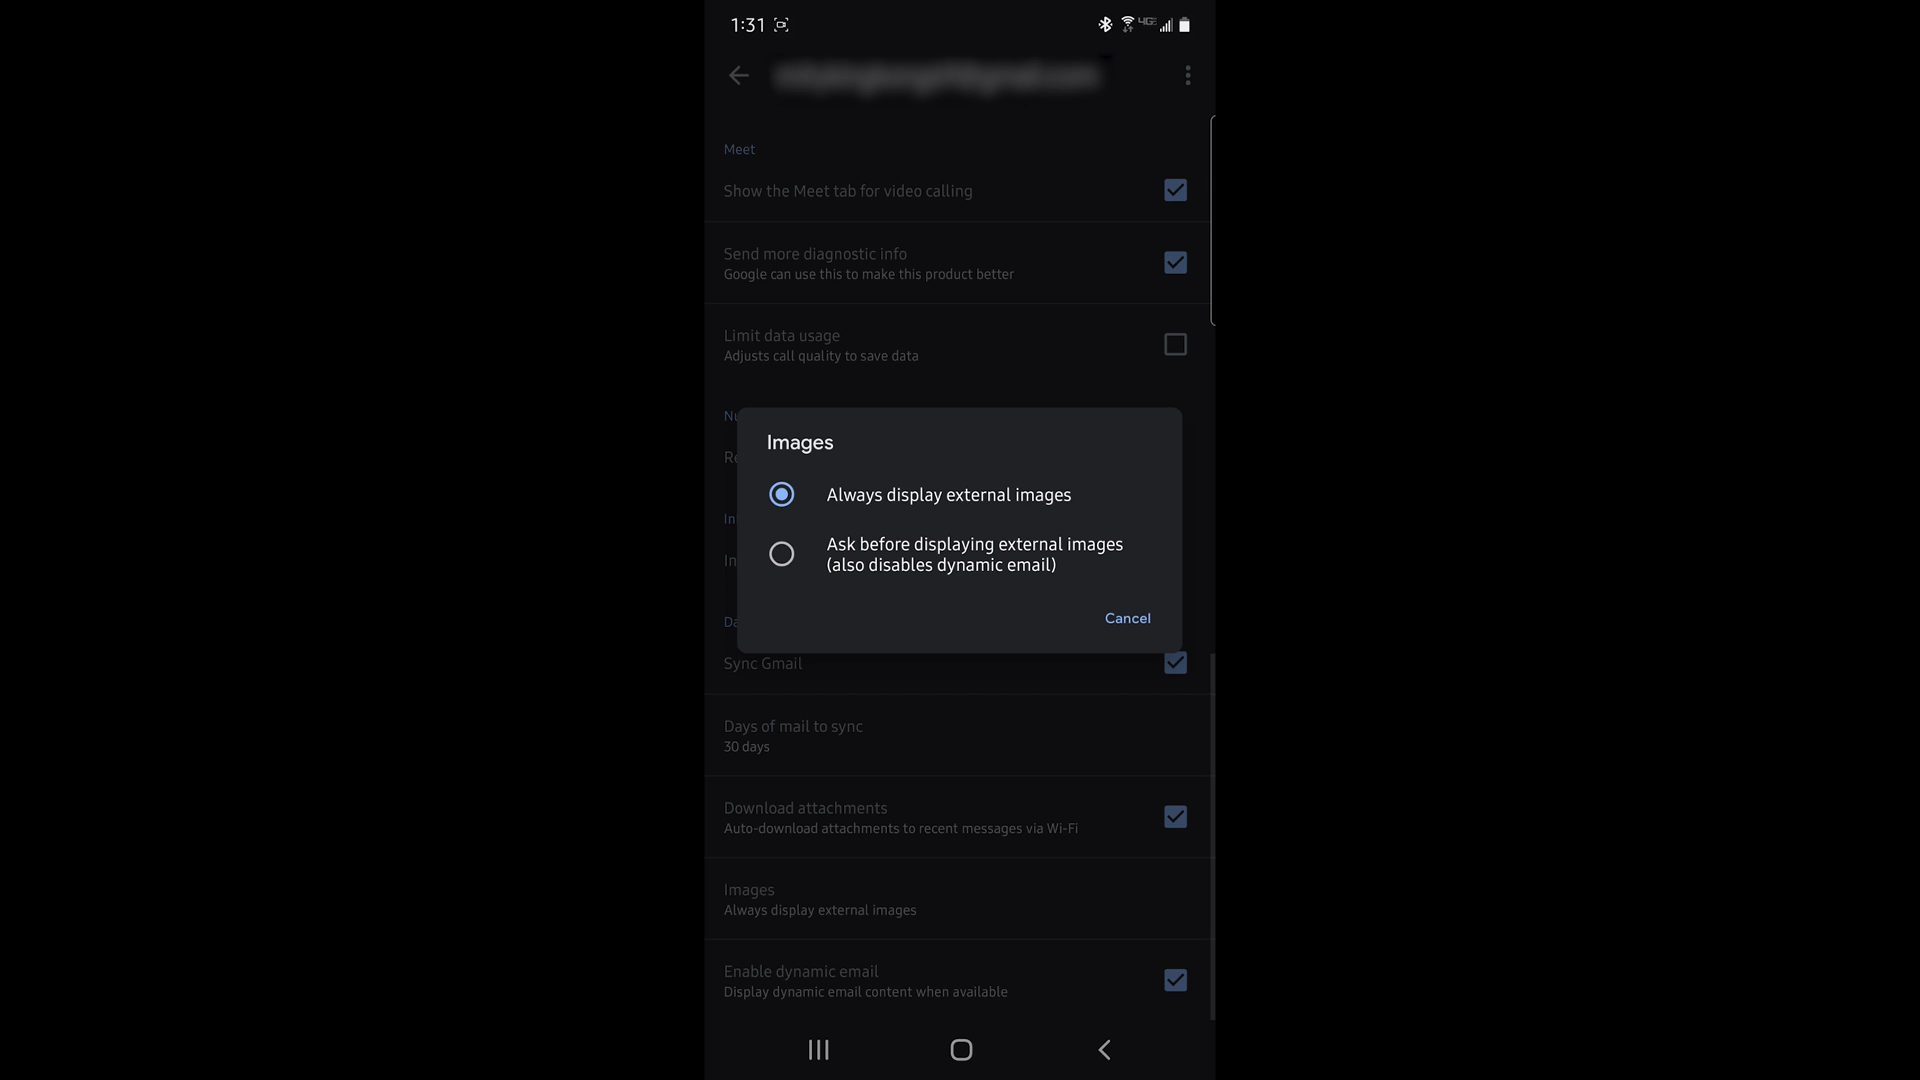 1:31
4GE
Meet
Show the Meet tab for video calling
Send more diagnostic info
Google can use this to make this product better
Limit data usage
Adjusts call quality to save data
Images
Always display external images
Ask before displaying external images
(also disables dynamic email)
Cancel
Sync Gmail
Days of mail to sync
30 days
Download attachments
Auto-download attachments to recent messages via Wi-Fi
Images
Always display external images
Enable dynamic email
Display dynamic email content when available